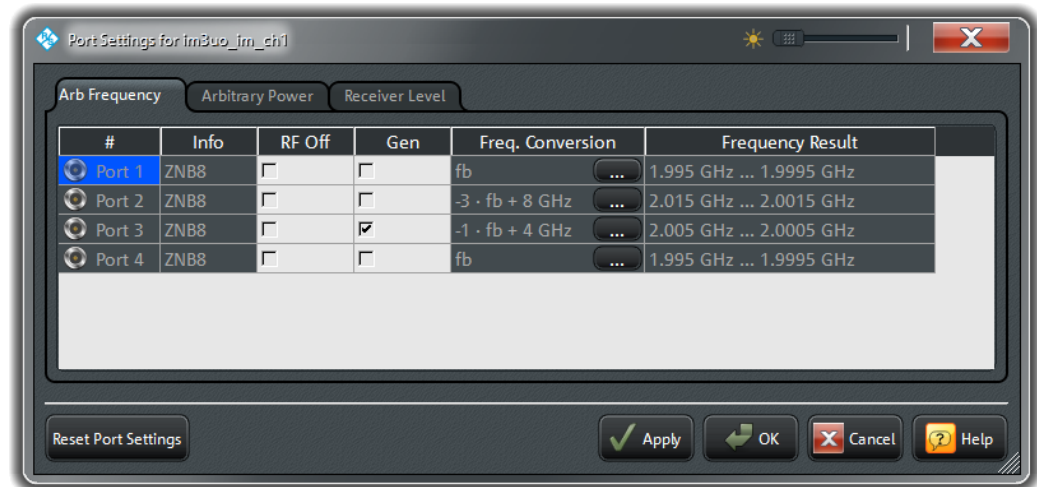 Port Settings for im3uo_im_ch1
X
Arb Frequency Arbitrary Power Receiver Level
# Info RF Off Gen Freq. Conversion Frequency Result
Port 1 ZNB8 fb ... 1.995 GHz ... 1.9995 GHz
Port 2 ZNB8 -3 · fb + 8 GHz ... 2.015 GHz ... 2.0015 GHz
Port 3 ZNB8 -1 · fb + 4 GHz ... 2.005 GHz ... 2.0005 GHz
Port 4 ZNB8 fb ... 1.995 GHz ... 1.9995 GHz
Reset Port Settings Apply OK X Cancel ? Help